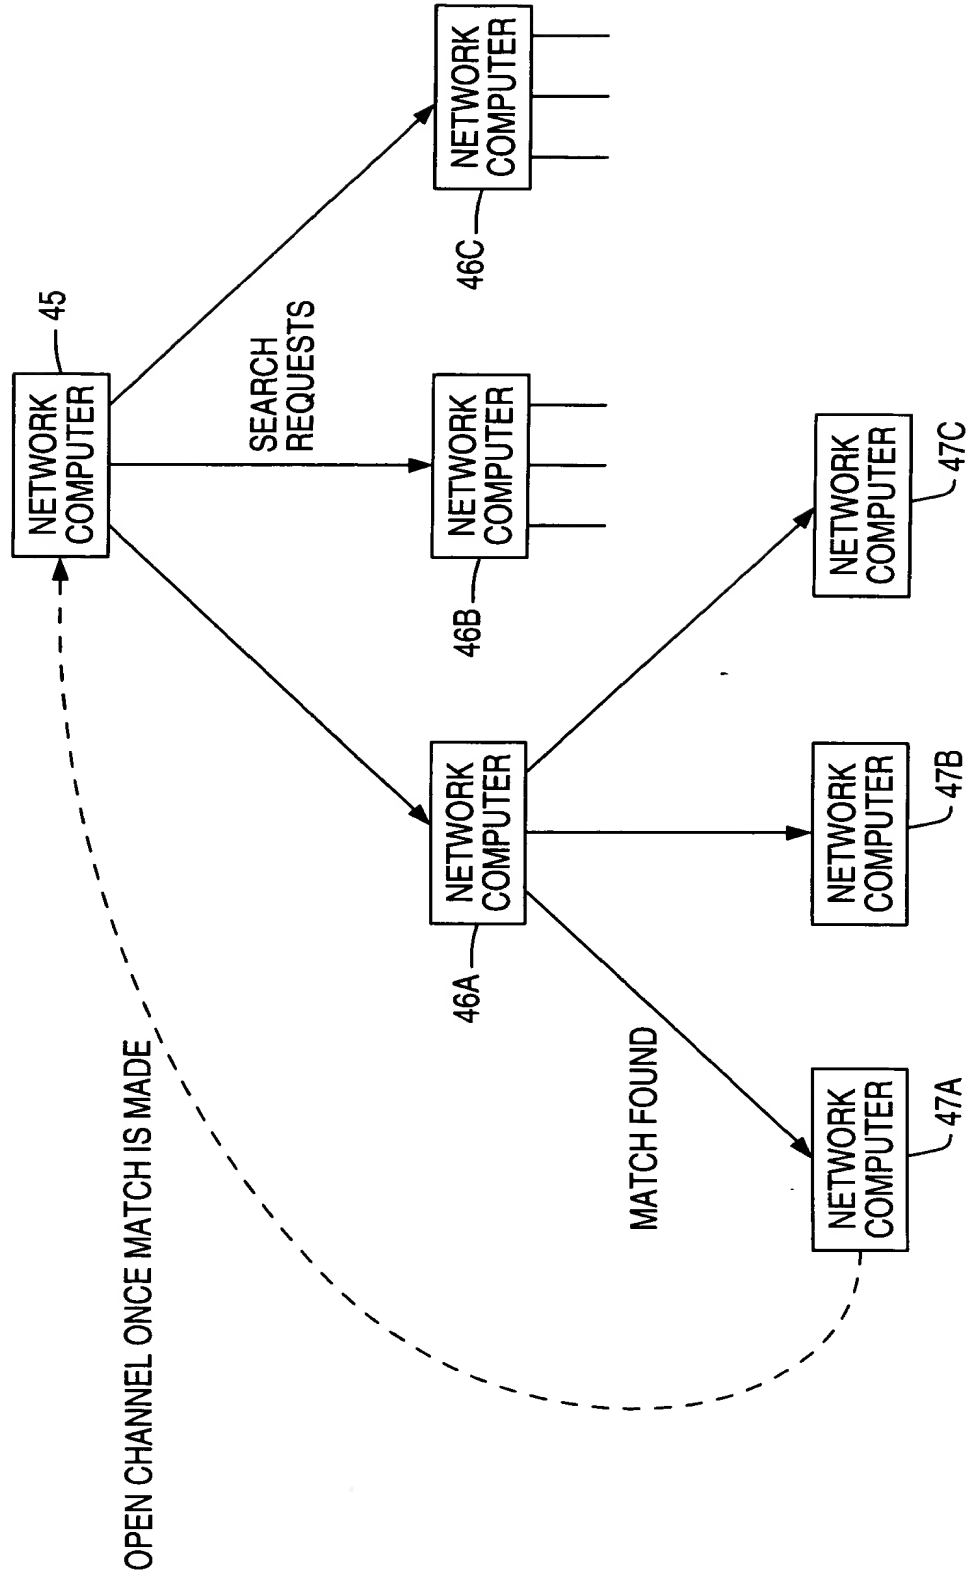 OPEN CHANNEL ONCE MATCH IS MADE
NETWORK
COMPUTER
45
SEARCH
REQUESTS
46A
NETWORK
COMPUTER
46B
NETWORK
COMPUTER
46C
NETWORK
COMPUTER
MATCH FOUND
NETWORK
COMPUTER
47A
NETWORK
COMPUTER
47B
NETWORK
COMPUTER
47C